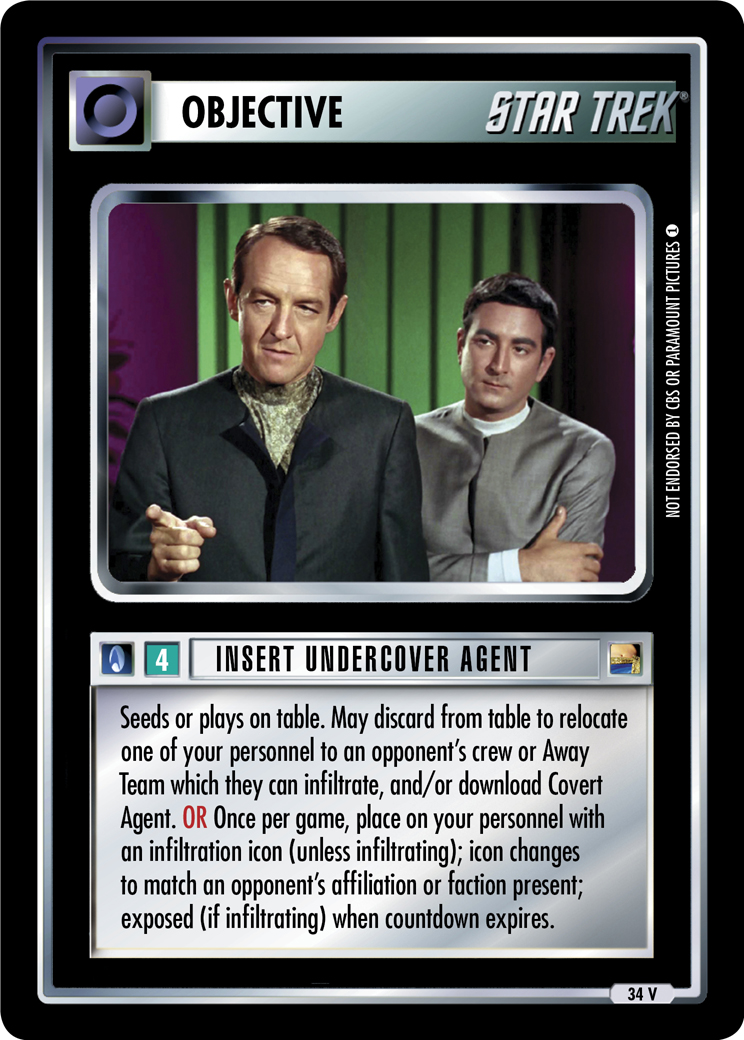 OBJECTIVE
STAR TREK®
NOT ENDORSED BY CBS OR PARAMOUNT PICTURES 1
4
INSERT UNDERCOVER AGENT
Seeds or plays on table. May discard from table to relocate
one of your personnel to an opponent's crew or Away
Team which they can infiltrate, and/or download Covert
Agent. OR Once per game, place on your personnel with
an infiltration icon (unless infiltrating); icon changes
to match an opponent's affiliation or faction present;
exposed (if infiltrating) when countdown expires.
34 V